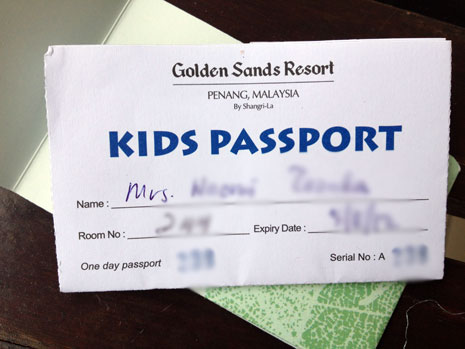 Golden Sands Resort
PENANG, MALAYSIA
By Shangri-La
KIDS PASSPORT
Name : Mrs.
Room No : Expiry Date :
One day passport Serial No : A